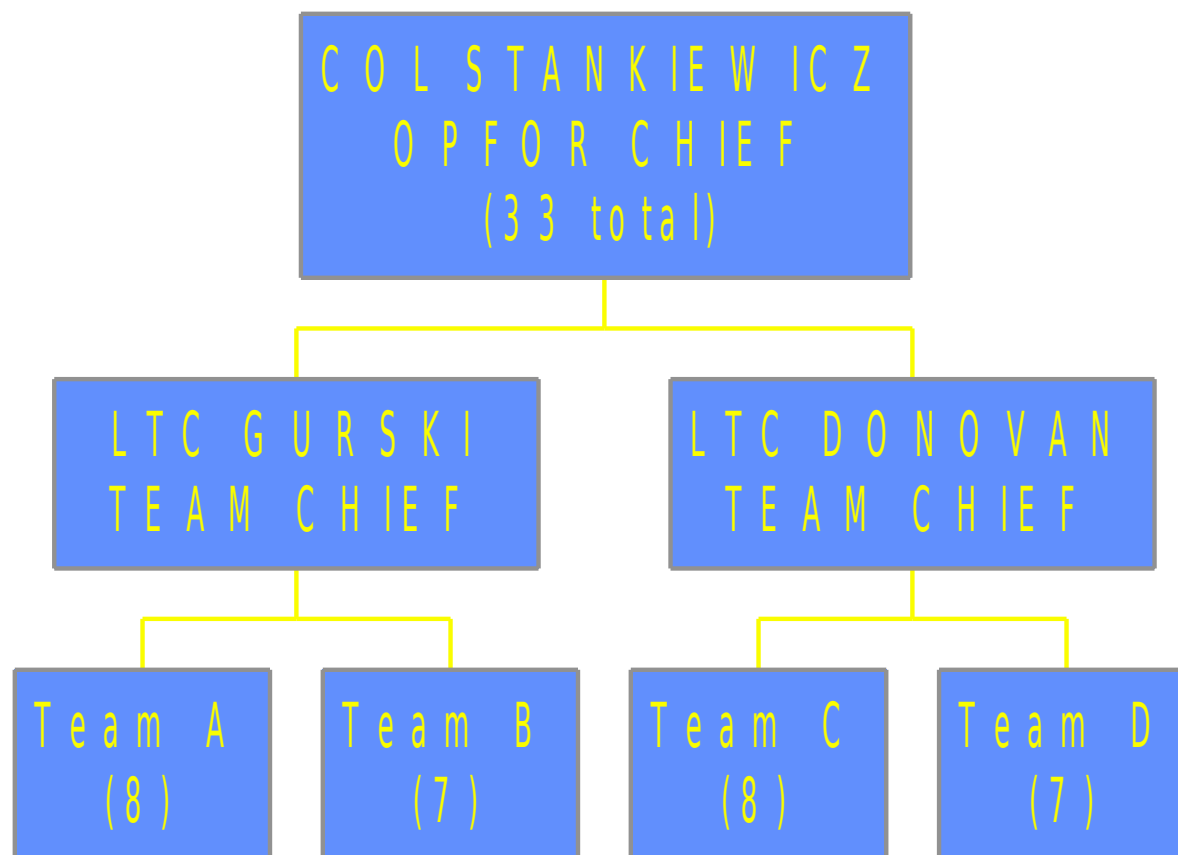 COL STANKIEWICZ
OPFOR CHIEF
(33 total)
LTC GURSKI
TEAM CHIEF
LTC DONOVAN
TEAM CHIEF
Team A
(8)
Team B
(7)
Team C
(8)
Team D
(7)